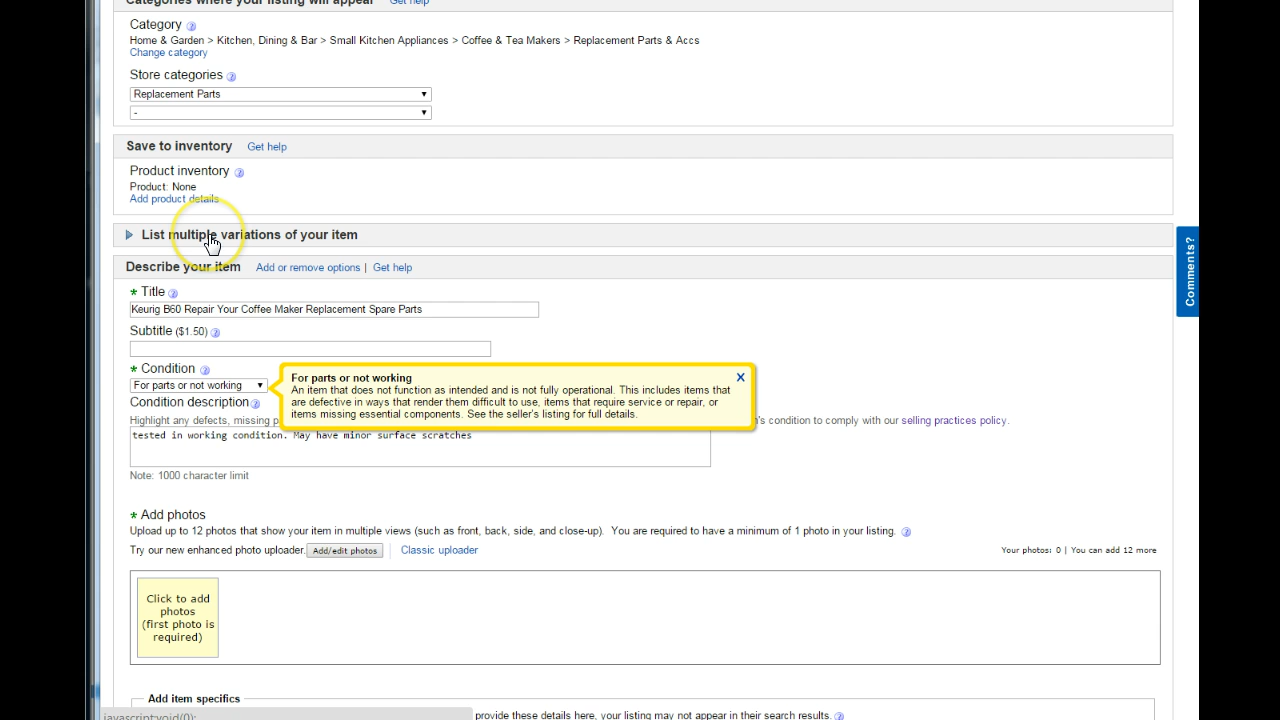 Categories where your listing will appear Get help
Category
Home & Garden > Kitchen, Dining & Bar > Small Kitchen Appliances > Coffee & Tea Makers > Replacement Parts & Accs
Change category
Store categories
Replacement Parts
-
Save to inventory Get help
Product inventory
Product: None
Add product details
List multiple variations of your item
Comments?
Describe your item Add or remove options | Get help
* Title
Keurig B60 Repair Your Coffee Maker Replacement Spare Parts
Subtitle ($1.50)
* Condition
For parts or not working
For parts or not working X
An item that does not function as intended and is not fully operational. This includes items that
are defective in ways that render them difficult to use, items that require service or repair, or
items missing essential components. See the seller's listing for full details.
Condition description
Highlight any defects, missing p 's condition to comply with our selling practices policy.
tested in working condition. May have minor surface scratches
Note: 1000 character limit
* Add photos
Upload up to 12 photos that show your item in multiple views (such as front, back, side, and close-up). You are required to have a minimum of 1 photo in your listing.
Try our new enhanced photo uploader. Add/edit photos | Classic uploader
Your photos: 0 | You can add 12 more
Click to add
photos
(first photo is
required)
Add item specifics
provide these details here, your listing may not appear in their search results.
javascript:void(0);